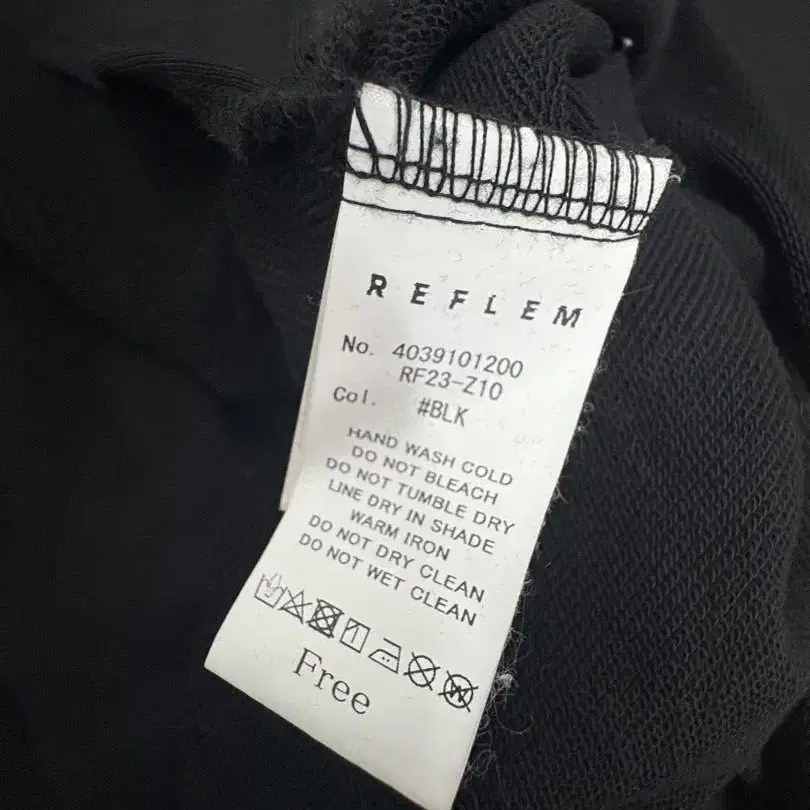 REFLEM
No. 4039101200
RF23-Z10
Col. #BLK
HAND WASH COLD
DO NOT BLEACH
DO NOT TUMBLE DRY
LINE DRY IN SHADE
WARM IRON
DO NOT DRY CLEAN
DO NOT WET CLEAN
W
Free